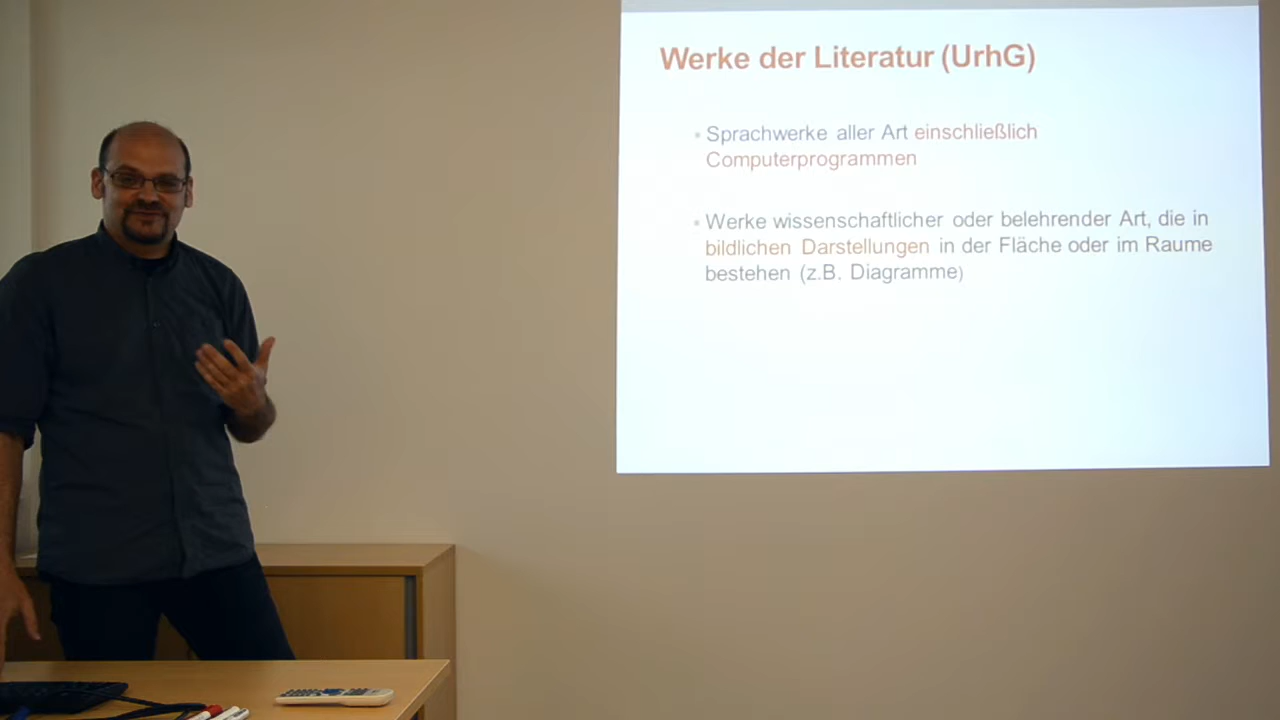 Werke der Literatur (UrhG)
▪ Sprachwerke aller Art einschließlich
Computerprogrammen
▪ Werke wissenschaftlicher oder belehrender Art, die in
bildlichen Darstellungen in der Fläche oder im Raume
bestehen (z.B. Diagramme)